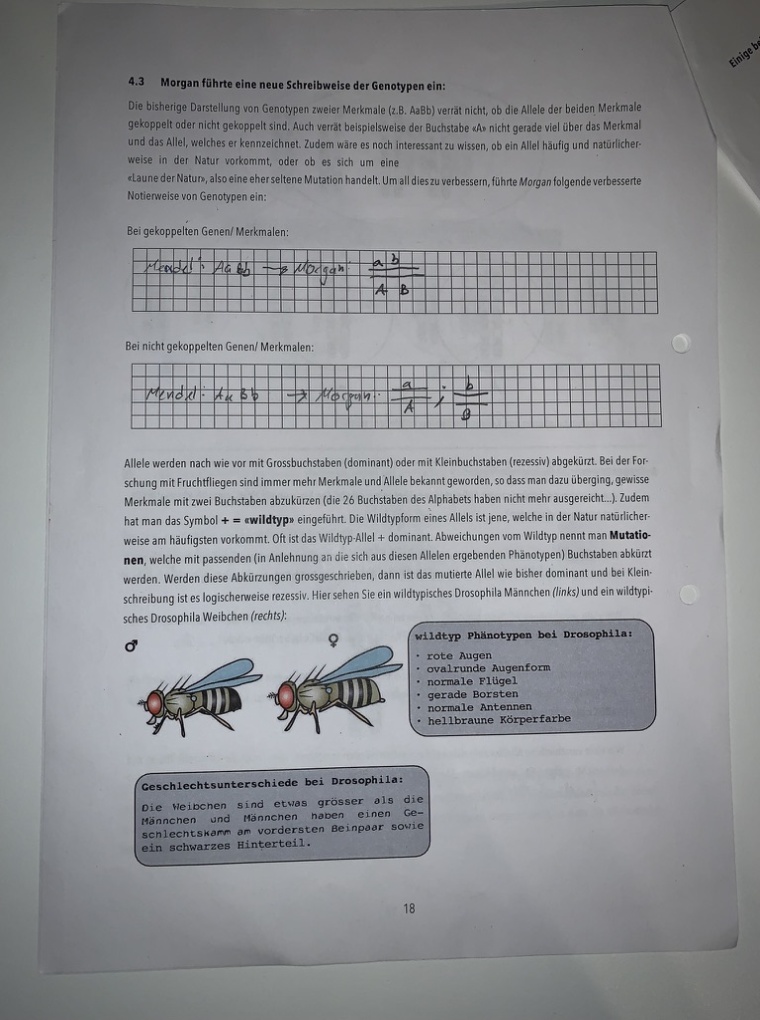 Einige be
4.3 Morgan führte eine neue Schreibweise der Genotypen ein:
Die bisherige Darstellung von Genotypen zweier Merkmale (z.B. AaBb) verrät nicht, ob die Allele der beiden Merkmale
gekoppelt oder nicht gekoppelt sind. Auch verrät beispielsweise der Buchstabe «A» nicht gerade viel über das Merkmal
und das Allel, welches er kennzeichnet. Zudem wäre es noch interessant zu wissen, ob ein Allel häufig und natürlicher-
weise in der Natur vorkommt, oder ob es sich um eine
«Laune der Natur», also eine eher seltene Mutation handelt. Um all dies zu verbessern, führte Morgan folgende verbesserte
Notierweise von Genotypen ein:
Bei gekoppelten Genen/ Merkmalen:
Mendel: AaBb → Morgan: a b
A B
Bei nicht gekoppelten Genen/ Merkmalen:
Mendel: AaBb → Morgan: a ; b
A B
Allele werden nach wie vor mit Grossbuchstaben (dominant) oder mit Kleinbuchstaben (rezessiv) abgekürzt. Bei der For-
schung mit Fruchtfliegen sind immer mehr Merkmale und Allele bekannt geworden, so dass man dazu überging, gewisse
Merkmale mit zwei Buchstaben abzukürzen (die 26 Buchstaben des Alphabets haben nicht mehr ausgereicht...). Zudem
hat man das Symbol + = «wildtyp» eingeführt. Die Wildtypform eines Allels ist jene, welche in der Natur natürlicher-
weise am häufigsten vorkommt. Oft ist das Wildtyp-Allel + dominant. Abweichungen vom Wildtyp nennt man Mutatio-
nen, welche mit passenden (in Anlehnung an die sich aus diesen Allelen ergebenden Phänotypen) Buchstaben abkürzt
werden. Werden diese Abkürzungen grossgeschrieben, dann ist das mutierte Allel wie bisher dominant und bei Klein-
schreibung ist es logischerweise rezessiv. Hier sehen Sie ein wildtypisches Drosophila Männchen (links) und ein wildtypi-
sches Drosophila Weibchen (rechts):
♂ ♀
wildtyp Phänotypen bei Drosophila:
· rote Augen
· ovalrunde Augenform
· normale Flügel
· gerade Borsten
· normale Antennen
· hellbraune Körperfarbe
Geschlechtsunterschiede bei Drosophila:
Die Weibchen sind etwas grösser als die
Männchen und Männchen haben einen Ge-
schlechtskamm am vordersten Beinpaar sowie
ein schwarzes Hinterteil.
18